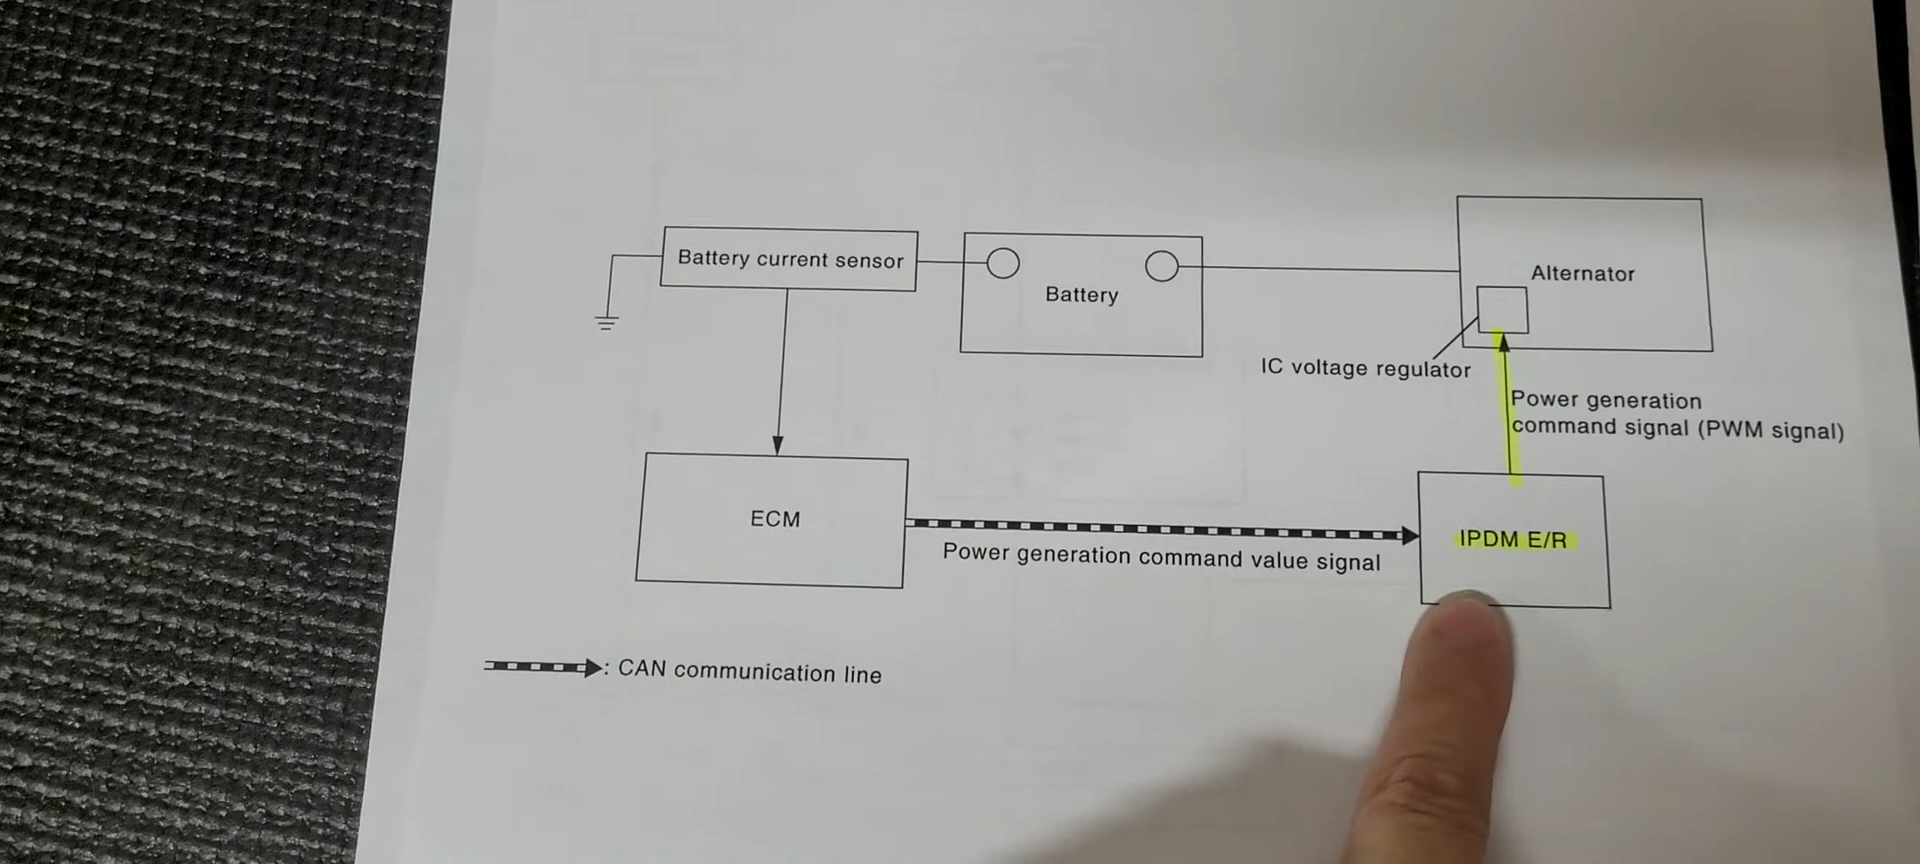 Battery current sensor
Battery
Alternator
IC voltage regulator
Power generation
command signal (PWM signal)
ECM
Power generation command value signal
IPDM E/R
: CAN communication line